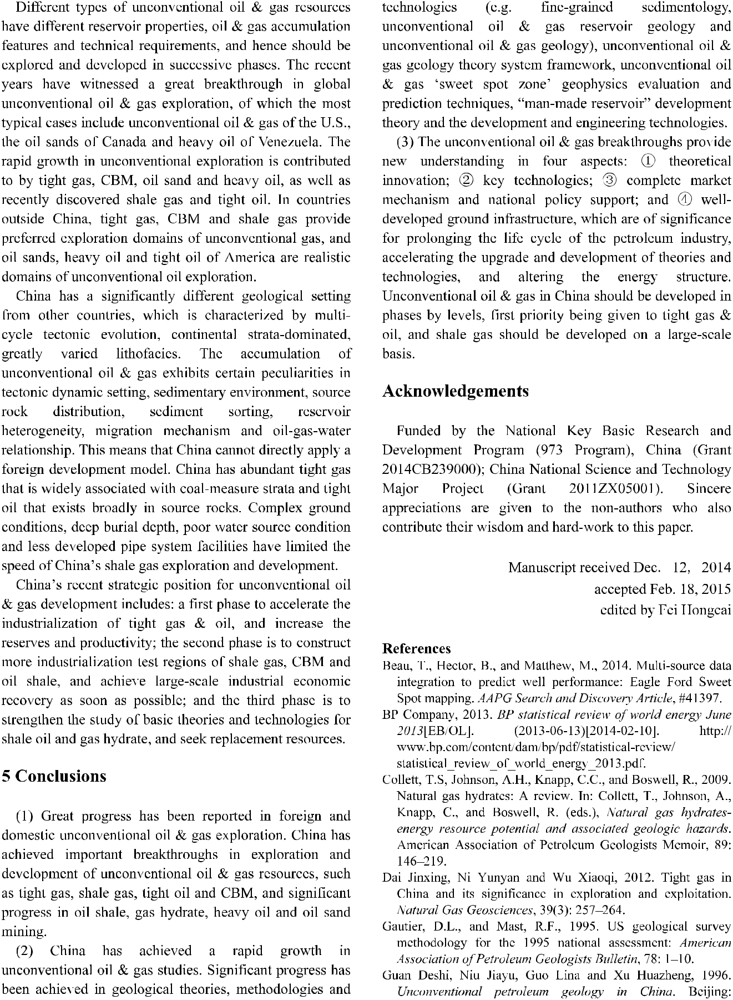 Different types of unconventional oil & gas resources
have different reservoir properties, oil & gas accumulation
features and technical requirements, and hence should be
explored and developed in successive phases. The recent
years have witnessed a great breakthrough in global
unconventional oil & gas exploration, of which the most
typical cases include unconventional oil & gas of the U.S.,
the oil sands of Canada and heavy oil of Venezuela. The
rapid growth in unconventional exploration is contributed
to by tight gas, CBM, oil sand and heavy oil, as well as
recently discovered shale gas and tight oil. In countries
outside China, tight gas, CBM and shale gas provide
preferred exploration domains of unconventional gas, and
oil sands, heavy oil and tight oil of America are realistic
domains of unconventional oil exploration.
China has a significantly different geological setting
from other countries, which is characterized by multi-
cycle tectonic evolution, continental strata-dominated,
greatly varied lithofacies. The accumulation of
unconventional oil & gas exhibits certain peculiarities in
tectonic dynamic setting, sedimentary environment, source
rock distribution, sediment sorting, reservoir
heterogeneity, migration mechanism and oil-gas-water
relationship. This means that China cannot directly apply a
foreign development model. China has abundant tight gas
that is widely associated with coal-measure strata and tight
oil that exists broadly in source rocks. Complex ground
conditions, deep burial depth, poor water source condition
and less developed pipe system facilities have limited the
speed of China's shale gas exploration and development.
China's recent strategic position for unconventional oil
& gas development includes: a first phase to accelerate the
industrialization of tight gas & oil, and increase the
reserves and productivity; the second phase is to construct
more industrialization test regions of shale gas, CBM and
oil shale, and achieve large-scale industrial economic
recovery as soon as possible; and the third phase is to
strengthen the study of basic theories and technologies for
shale oil and gas hydrate, and seek replacement resources.
5 Conclusions
(1) Great progress has been reported in foreign and
domestic unconventional oil & gas exploration. China has
achieved important breakthroughs in exploration and
development of unconventional oil & gas resources, such
as tight gas, shale gas, tight oil and CBM, and significant
progress in oil shale, gas hydrate, heavy oil and oil sand
mining.
(2) China has achieved a rapid growth in
unconventional oil & gas studies. Significant progress has
been achieved in geological theories, methodologies and
technologies (e.g. fine-grained sedimentology,
unconventional oil & gas reservoir geology and
unconventional oil & gas geology), unconventional oil &
gas geology theory system framework, unconventional oil
& gas ‘sweet spot zone’ geophysics evaluation and
prediction techniques, “man-made reservoir” development
theory and the development and engineering technologies.
(3) The unconventional oil & gas breakthroughs provide
new understanding in four aspects: ① theoretical
innovation; ② key technologies; ③ complete market
mechanism and national policy support; and ④ well-
developed ground infrastructure, which are of significance
for prolonging the life cycle of the petroleum industry,
accelerating the upgrade and development of theories and
technologies, and altering the energy structure.
Unconventional oil & gas in China should be developed in
phases by levels, first priority being given to tight gas &
oil, and shale gas should be developed on a large-scale
basis.
Acknowledgements
Funded by the National Key Basic Research and
Development Program (973 Program), China (Grant
2014CB239000); China National Science and Technology
Major Project (Grant 2011ZX05001). Sincere
appreciations are given to the non-authors who also
contribute their wisdom and hard-work to this paper.
Manuscript received Dec. 12, 2014
accepted Feb. 18, 2015
edited by Fei Hongcai
References
Beau, T., Hector, B., and Matthew, M., 2014. Multi-source data
integration to predict well performance: Eagle Ford Sweet
Spot mapping. AAPG Search and Discovery Article, #41397.
BP Company, 2013. BP statistical review of world energy June
2013[EB/OL]. (2013-06-13)[2014-02-10]. http://
www.bp.com/content/dam/bp/pdf/statistical-review/
statistical_review_of_world_energy_2013.pdf.
Collett, T.S, Johnson, A.H., Knapp, C.C., and Boswell, R., 2009.
Natural gas hydrates: A review. In: Collett, T., Johnson, A.,
Knapp, C., and Boswell, R. (eds.), Natural gas hydrates-
energy resource potential and associated geologic hazards.
American Association of Petroleum Geologists Memoir, 89:
146–219.
Dai Jinxing, Ni Yunyan and Wu Xiaoqi, 2012. Tight gas in
China and its significance in exploration and exploitation.
Natural Gas Geosciences, 39(3): 257–264.
Gautier, D.L., and Mast, R.F., 1995. US geological survey
methodology for the 1995 national assessment: American
Association of Petroleum Geologists Bulletin, 78: 1–10.
Guan Deshi, Niu Jiayu, Guo Lina and Xu Huazheng, 1996.
Unconventional petroleum geology in China. Beijing: